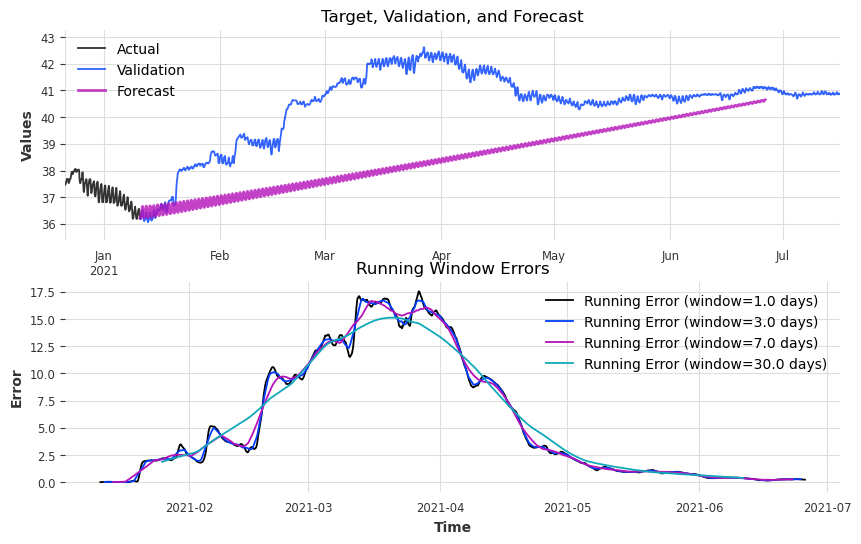 Target, Validation, and Forecast
Values
43
42
41
40
39
38
37
36
Actual
Validation
Forecast
Jan
2021
Feb
Mar
Apr
May
Jun
Jul
Running Window Errors
Error
17.5
15.0
12.5
10.0
7.5
5.0
2.5
0.0
Running Error (window=1.0 days)
Running Error (window=3.0 days)
Running Error (window=7.0 days)
Running Error (window=30.0 days)
2021-02
2021-03
2021-04
2021-05
2021-06
2021-07
Time